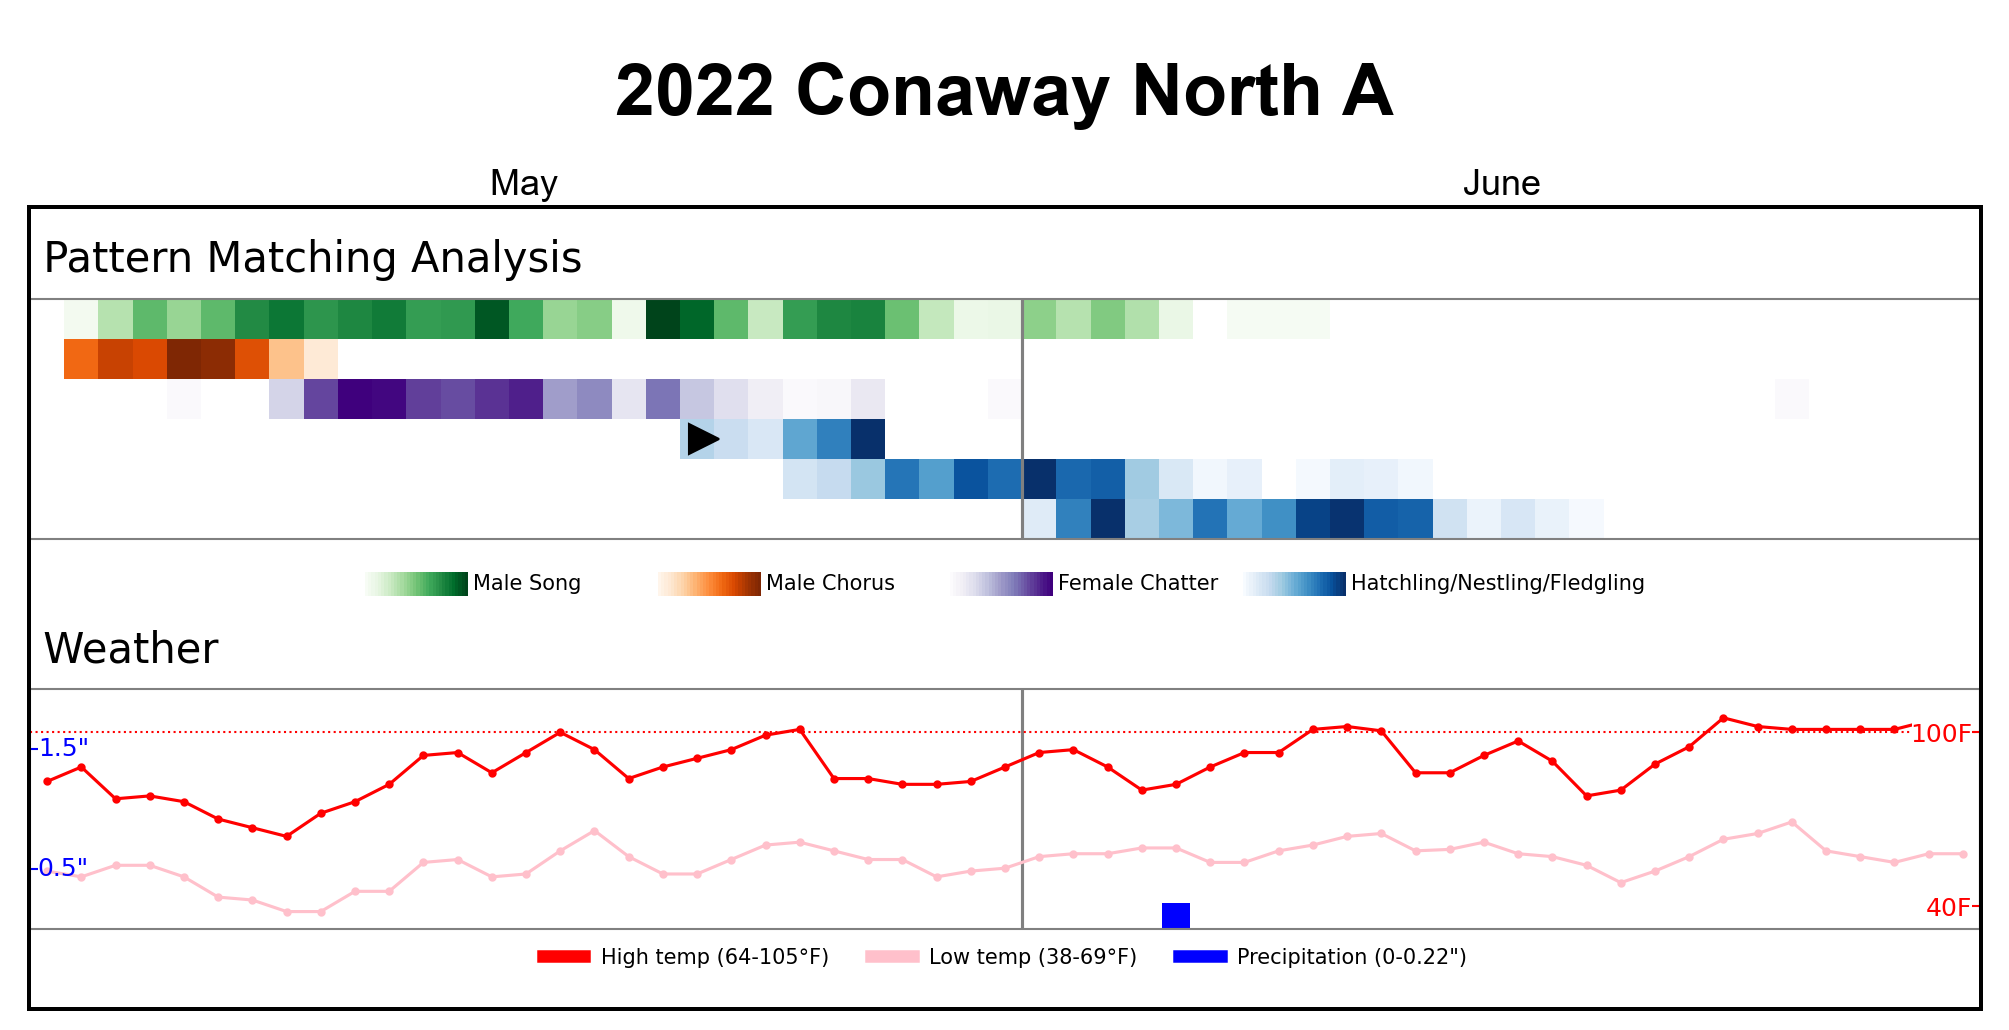 2022 Conaway North A
May June
Pattern Matching Analysis
Male Song Male Chorus Female Chatter Hatchling/Nestling/Fledgling
Weather
1.5" 100F
0.5" 40F
High temp (64-105°F) Low temp (38-69°F) Precipitation (0-0.22")